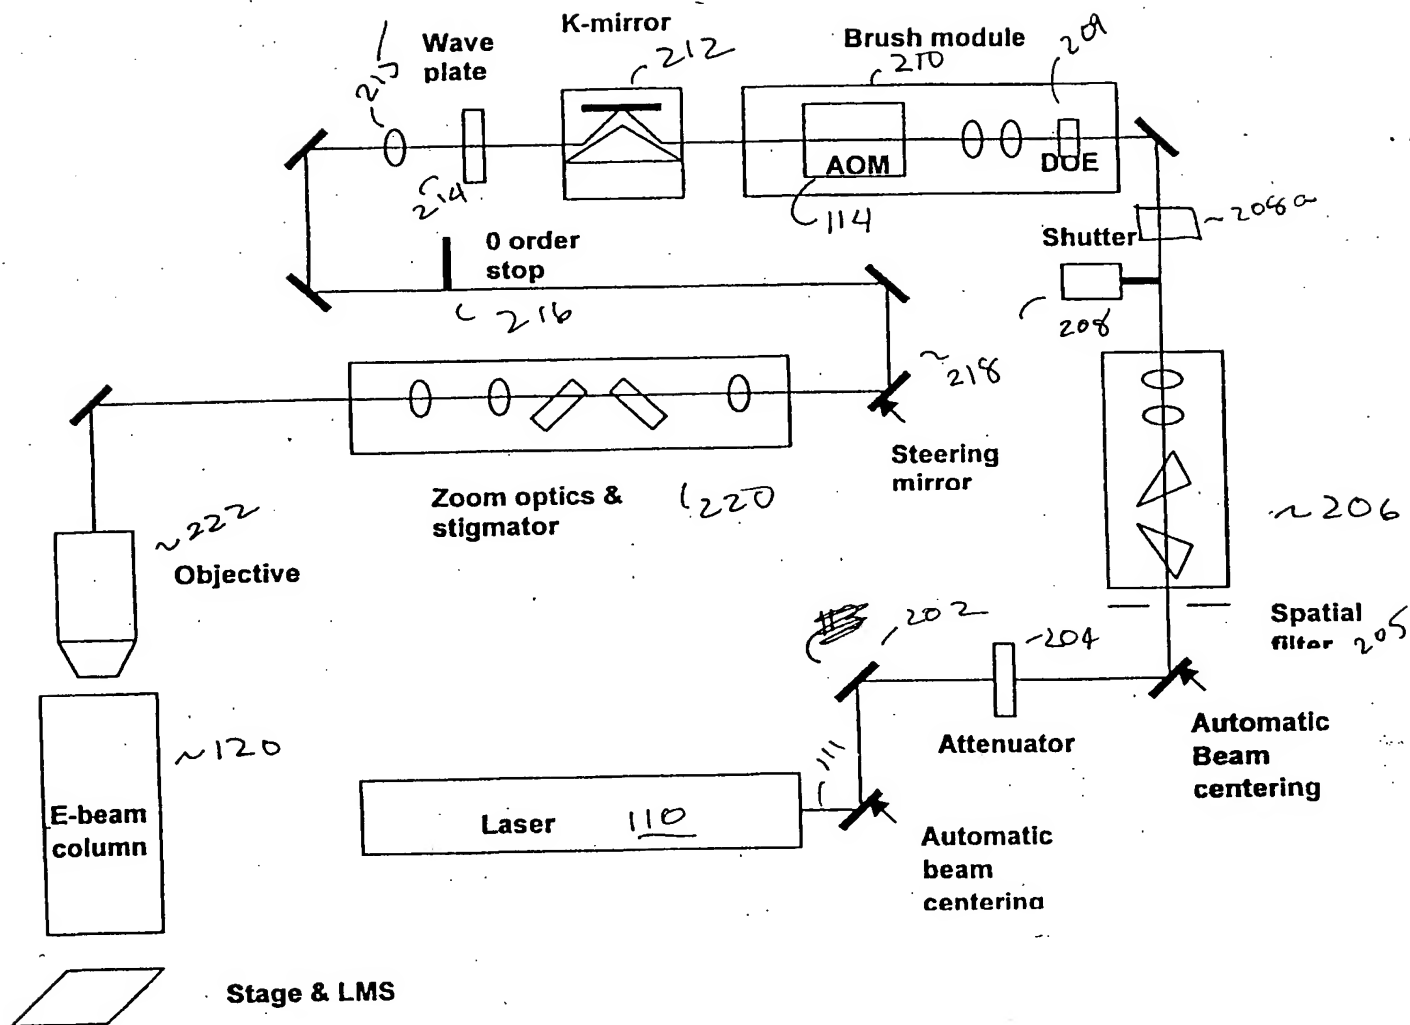 K-mirror
212
Wave
plate
215
214
Brush module
210
209
AOM
114
DOE
208a
Shutter
208
0 order
stop
216
218
Steering
mirror
Zoom optics &
stigmator
220
206
222
Objective
Spatial
filter 205
202
204
Attenuator
Automatic
Beam
centering
120
E-beam
column
111
Laser 110
Automatic
beam
centering
Stage & LMS